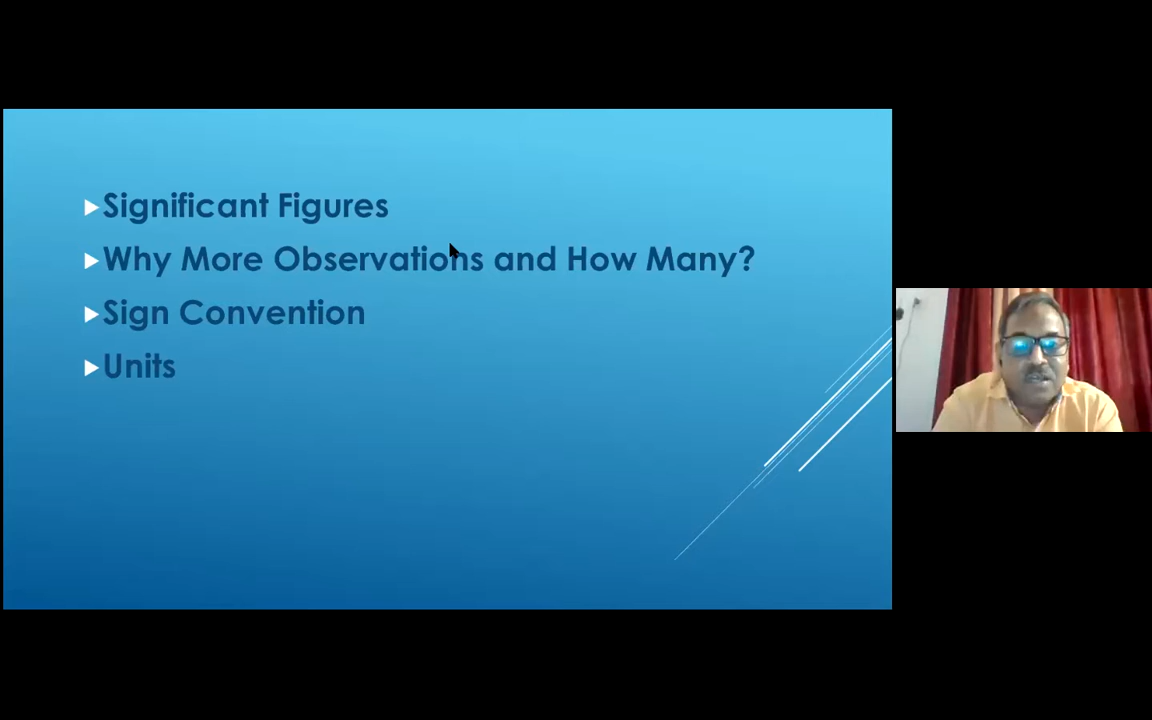 Significant Figures
Why More Observations and How Many?
Sign Convention
Units